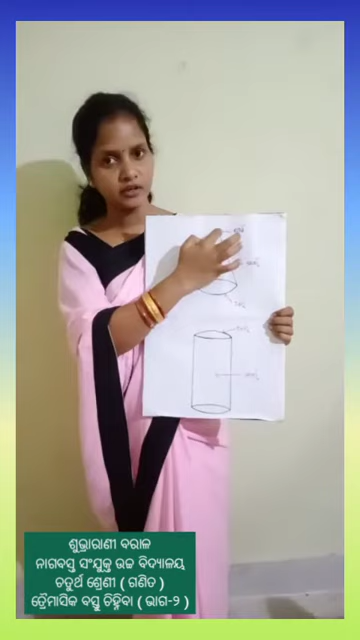 ଶୁଭ୍ରାରାଣୀ ବରାଳ
ନାଗବସ୍ତ ସଂଯୁକ୍ତ ଉଚ୍ଚ ବିଦ୍ୟାଳୟ
ଚତୁର୍ଥ ଶ୍ରେଣୀ ( ଗଣିତ )
ତ୍ରୈମାସିକ ବସ୍ତୁ ଚିହ୍ନିବା ( ଭାଗ-୨ )